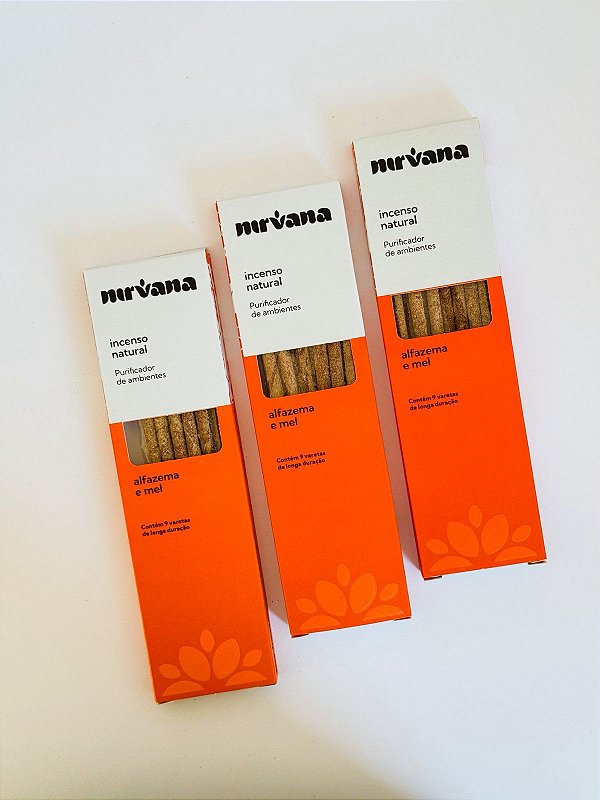 nirvana
incenso
natural
Purificador
de ambientes
alfazema
e mel
Contém 9 varetas
de longa duração
nirvana
incenso
natural
Purificador
de ambientes
alfazema
e mel
Contém 9 varetas
de longa duração
nirvana
incenso
natural
Purificador
de ambientes
alfazema
e mel
Contém 9 varetas
de longa duração